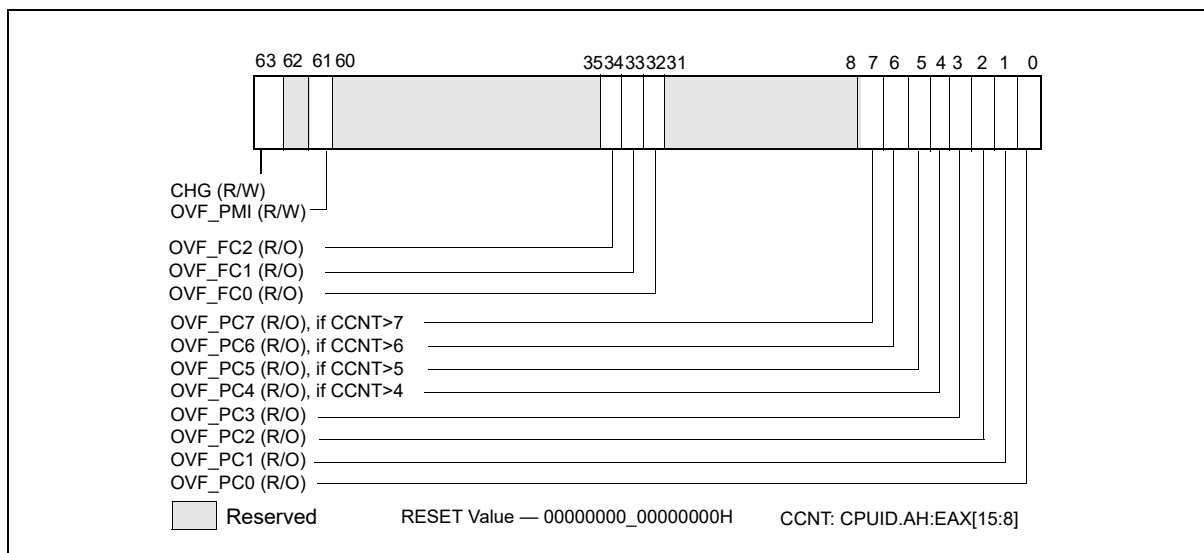 63 62 61 60 35 34 33 32 31 8 7 6 5 4 3 2 1 0
CHG (R/W)
OVF_PMI (R/W)
OVF_FC2 (R/O)
OVF_FC1 (R/O)
OVF_FC0 (R/O)
OVF_PC7 (R/O), if CCNT>7
OVF_PC6 (R/O), if CCNT>6
OVF_PC5 (R/O), if CCNT>5
OVF_PC4 (R/O), if CCNT>4
OVF_PC3 (R/O)
OVF_PC2 (R/O)
OVF_PC1 (R/O)
OVF_PC0 (R/O)
Reserved RESET Value — 00000000_00000000H CCNT: CPUID.AH:EAX[15:8]